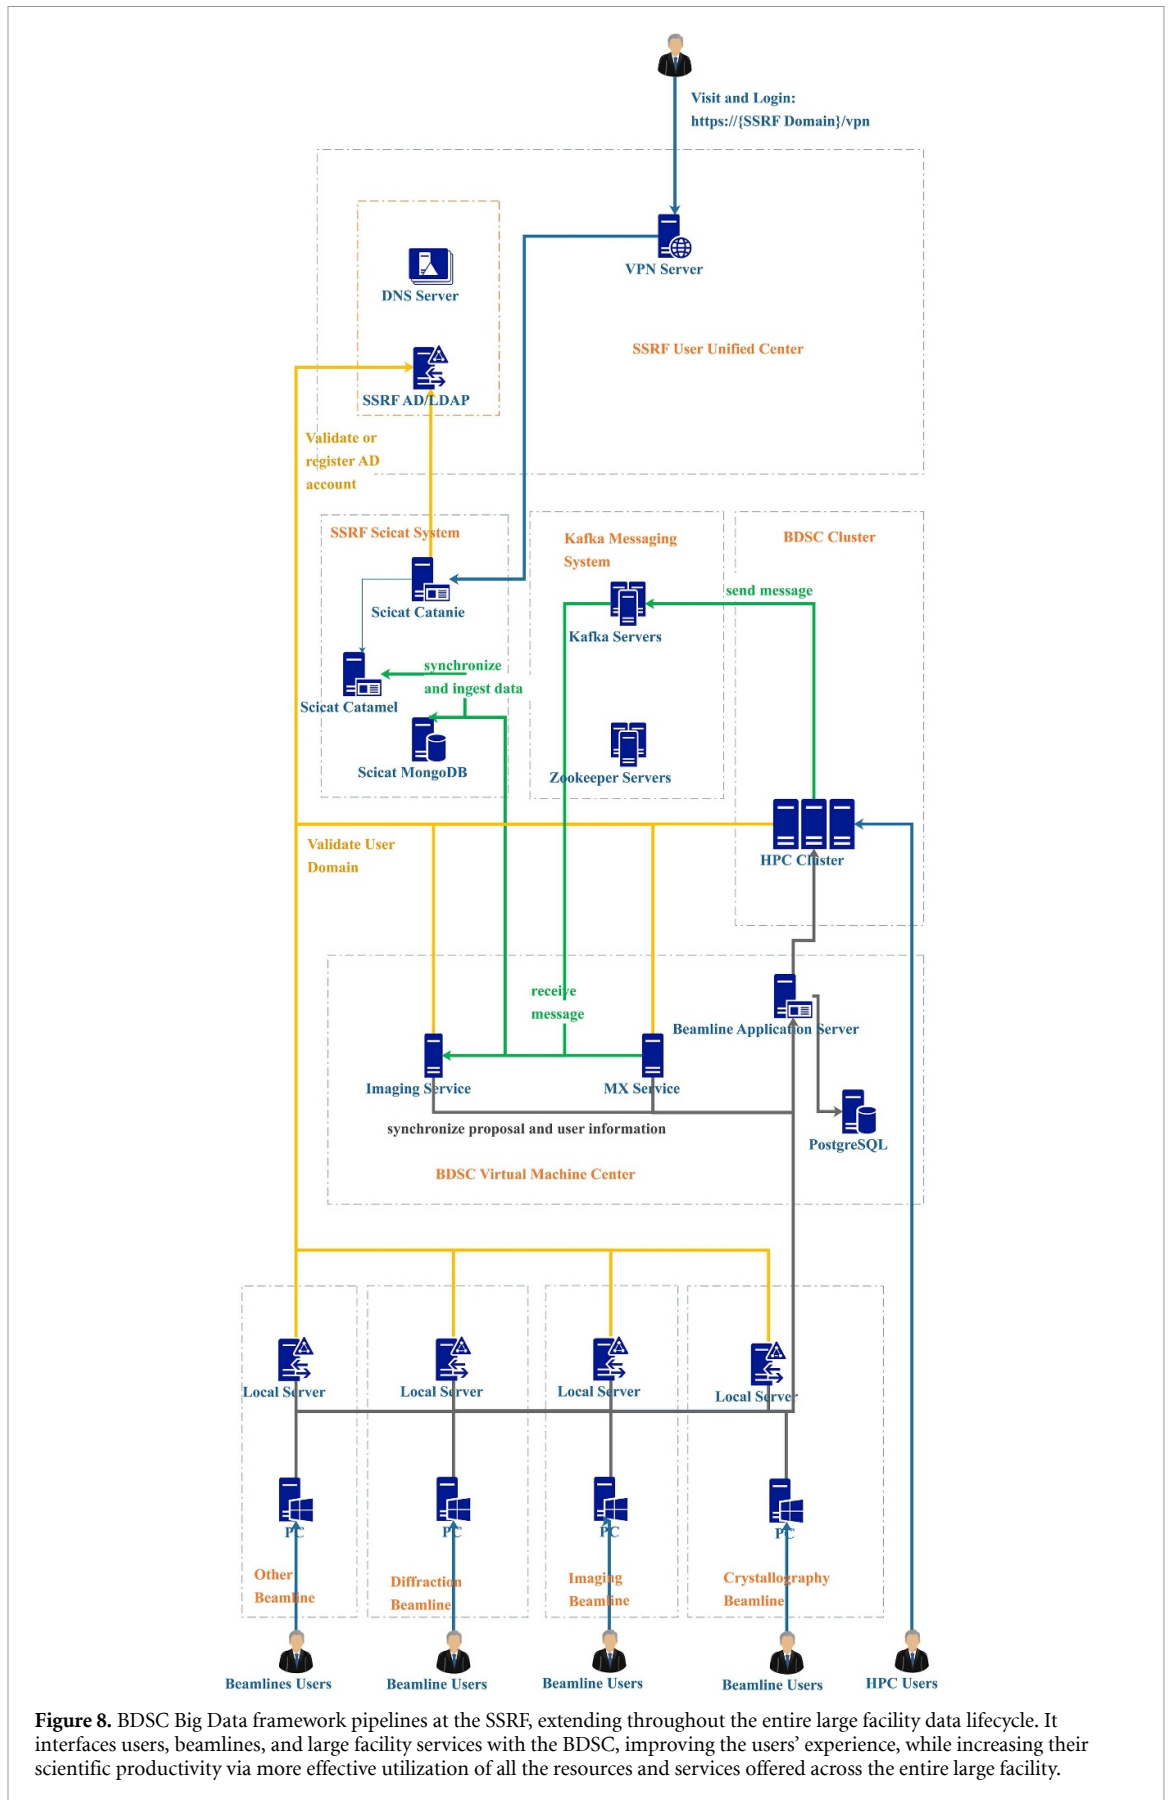 Visit and Login:
https://{SSRF Domain}/vpn
VPN Server
DNS Server
SSRF User Unified Center
SSRF AD/LDAP
Validate or
register AD
account
SSRF Scicat System
Kafka Messaging
System
BDSC Cluster
send message
Scicat Catanie
Kafka Servers
synchronize
and ingest data
Scicat Catamel
Scicat MongoDB
Zookeeper Servers
Validate User
Domain
HPC Cluster
receive
message
Beamline Application Server
Imaging Service
MX Service
synchronize proposal and user information
PostgreSQL
BDSC Virtual Machine Center
Local Server
Local Server
Local Server
Local Server
PC
PC
PC
PC
Other
Beamline
Diffraction
Beamline
Imaging
Beamline
Crystallography
Beamline
Beamlines Users
Beamline Users
Beamline Users
Beamline Users
HPC Users
Figure 8. BDSC Big Data framework pipelines at the SSRF, extending throughout the entire large facility data lifecycle. It
interfaces users, beamlines, and large facility services with the BDSC, improving the users' experience, while increasing their
scientific productivity via more effective utilization of all the resources and services offered across the entire large facility.